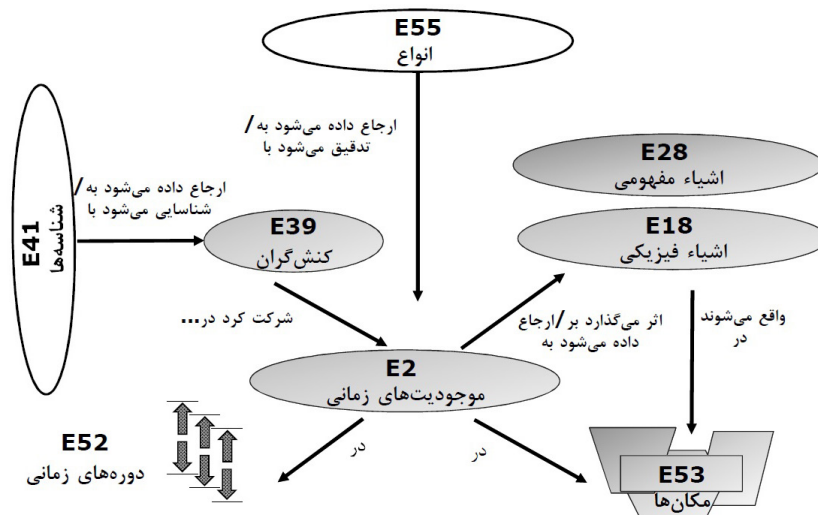 E55
انواع
ارجاع داده می‌شود به/
تدقیق می‌شود با
E28
اشیاء مفهومی
E41
شناسه‌ها
ارجاع داده می‌شود به/
شناسایی می‌شود با
E39
کنش‌گران
E18
اشیاء فیزیکی
شرکت کرد در...
اثر می‌گذارد بر/ارجاع
داده می‌شود به
واقع می‌شوند
در
E2
موجودیت‌های زمانی
در
در
E52
دوره‌های زمانی
E53
مکان‌ها